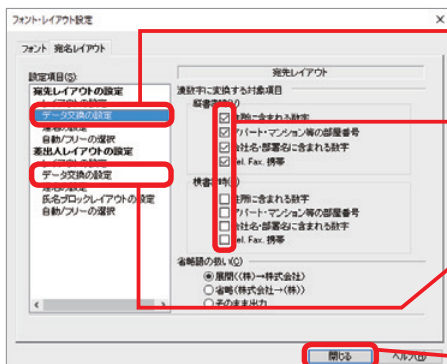 フォント・レイアウト設定
フォント 宛名レイアウト
設定項目(S):
宛先レイアウトの設定
データ交換の設定
自動/フリーの選択
差出人レイアウトの設定
データ交換の設定
氏名ブロックレイアウトの設定
自動/フリーの選択
宛先レイアウト
漢数字に変換する対象項目
住所に含まれる数字
アパート・マンション等の部屋番号
会社名・部署名に含まれる数字
Tel. Fax. 携帯
住所に含まれる数字
アパート・マンション等の部屋番号
会社名・部署名に含まれる数字
Tel. Fax. 携帯
省略語の扱い(Q)
展開((株)→株式会社)
省略(株式会社→(株))
そのまま出力
閉じる
ヘルプ(H)